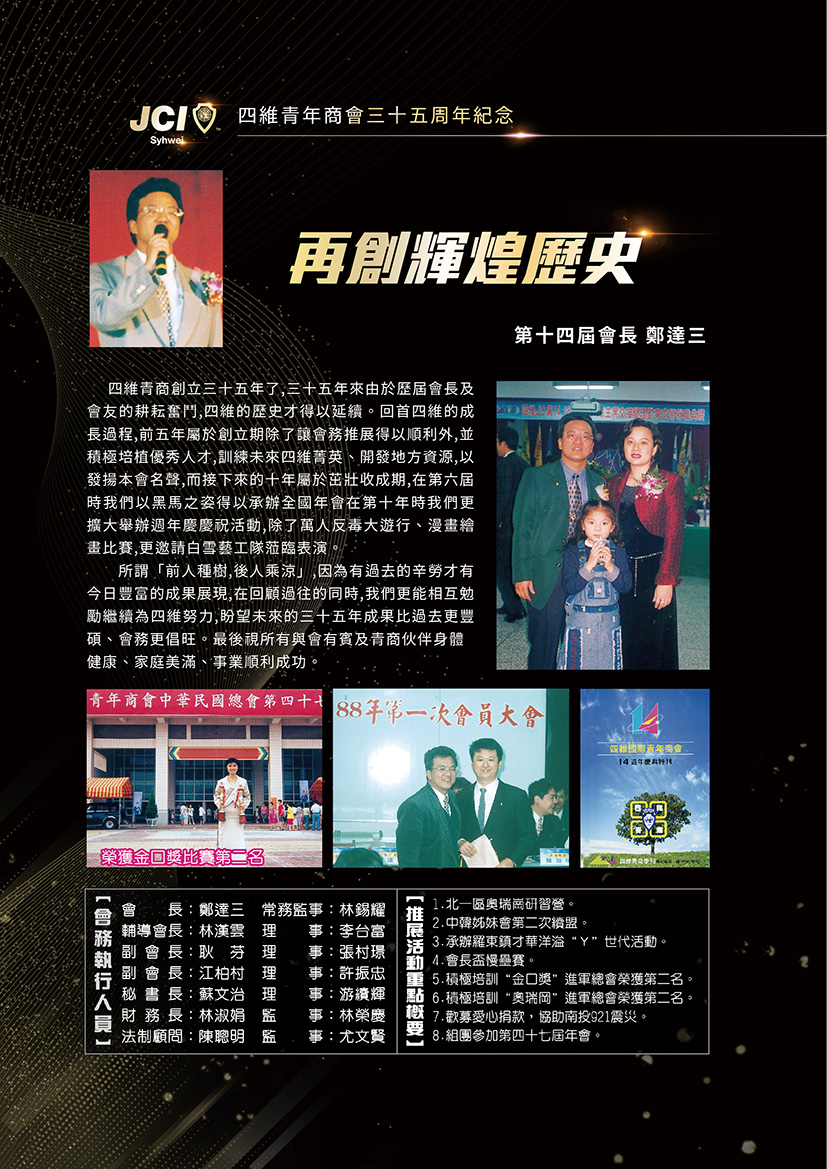 JCI
Syhwei
四維青年商會三十五周年紀念
再創輝煌歷史
第十四屆會長 鄭達三
四維青商創立三十五年了,三十五年來由於歷屆會長及
會友的耕耘奮鬥,四維的歷史才得以延續。回首四維的成
長過程,前五年屬於創立期除了讓會務推展得以順利外,並
積極培植優秀人才,訓練未來四維菁英、開發地方資源,以
發揚本會名聲,而接下來的十年屬於茁壯收成期,在第六屆
時我們以黑馬之姿得以承辦全國年會在第十年時我們更
擴大舉辦週年慶慶祝活動,除了萬人反毒大遊行、漫畫繪
畫比賽,更邀請白雪藝工隊蒞臨表演。
所謂「前人種樹,後人乘涼」,因為有過去的辛勞才有
今日豐富的成果展現,在回顧過往的同時,我們更能相互勉
勵繼續為四維努力,盼望未來的三十五年成果比過去更豐
碩、會務更倡旺。最後視所有與會有賓及青商伙伴身體
健康、家庭美滿、事業順利成功。
青年商會中華民國總會第四十七
榮獲金口獎比賽第二名
88年第一次會員大會
四維國際青年商會
14週年慶典特刊
四維青商季刊
【會務執行人員】
會長：鄭達三 常務監事：林錫耀
輔導會長：林漢雲 理事：李台富
副會長：耿芬 理事：張村璟
副會長：江柏村 理事：許振忠
秘書長：蘇文治 理事：游纘輝
財務長：林淑娟 監事：林榮慶
法制顧問：陳聰明 監事：尤文賢
【推展活動重點概要】
1.北一區奧瑞崗研習營。
2.中韓姊妹會第二次續盟。
3.承辦羅東鎮才華洋溢“Y”世代活動。
4.會長盃慢壘賽。
5.積極培訓“金口獎”進軍總會榮獲第二名。
6.積極培訓“奧瑞岡”進軍總會榮獲第二名。
7.歡募愛心捐款，協助南投921震災。
8.組團參加第四十七屆年會。